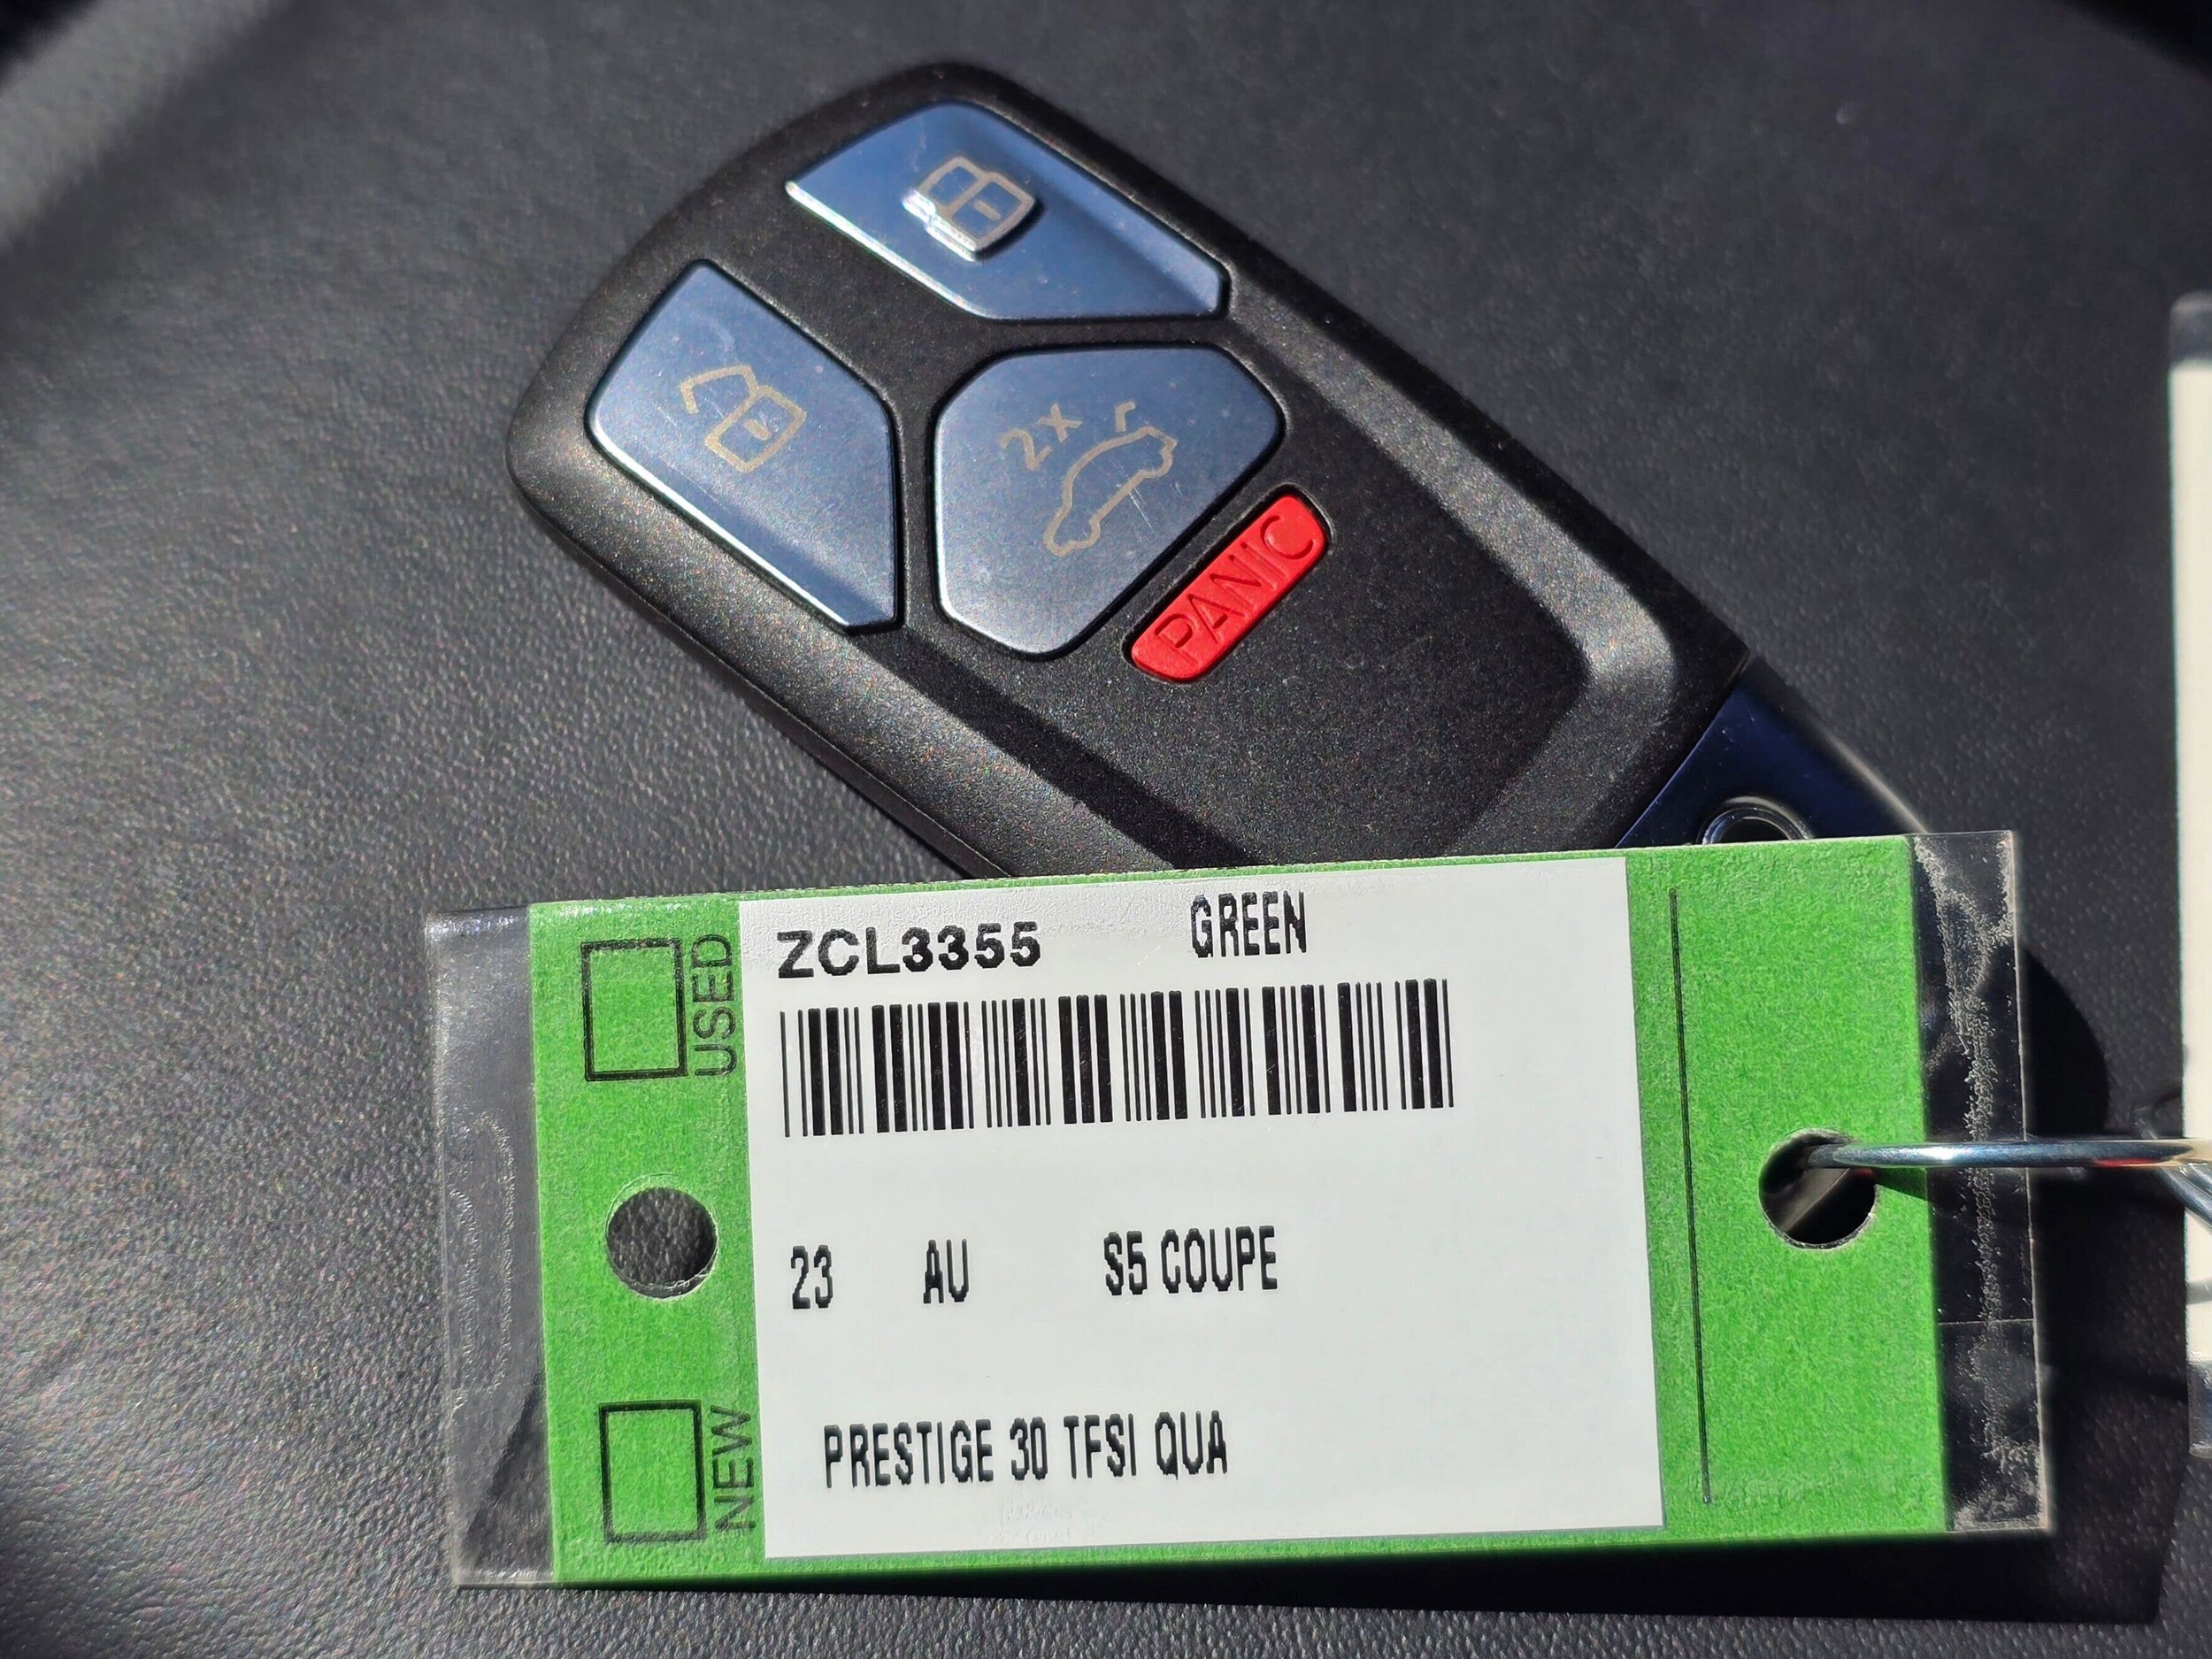 2x
PANIC
ZCL3355 GREEN
USED
23 AU S5 COUPE
PRESTIGE 30 TFSI QUA
NEW